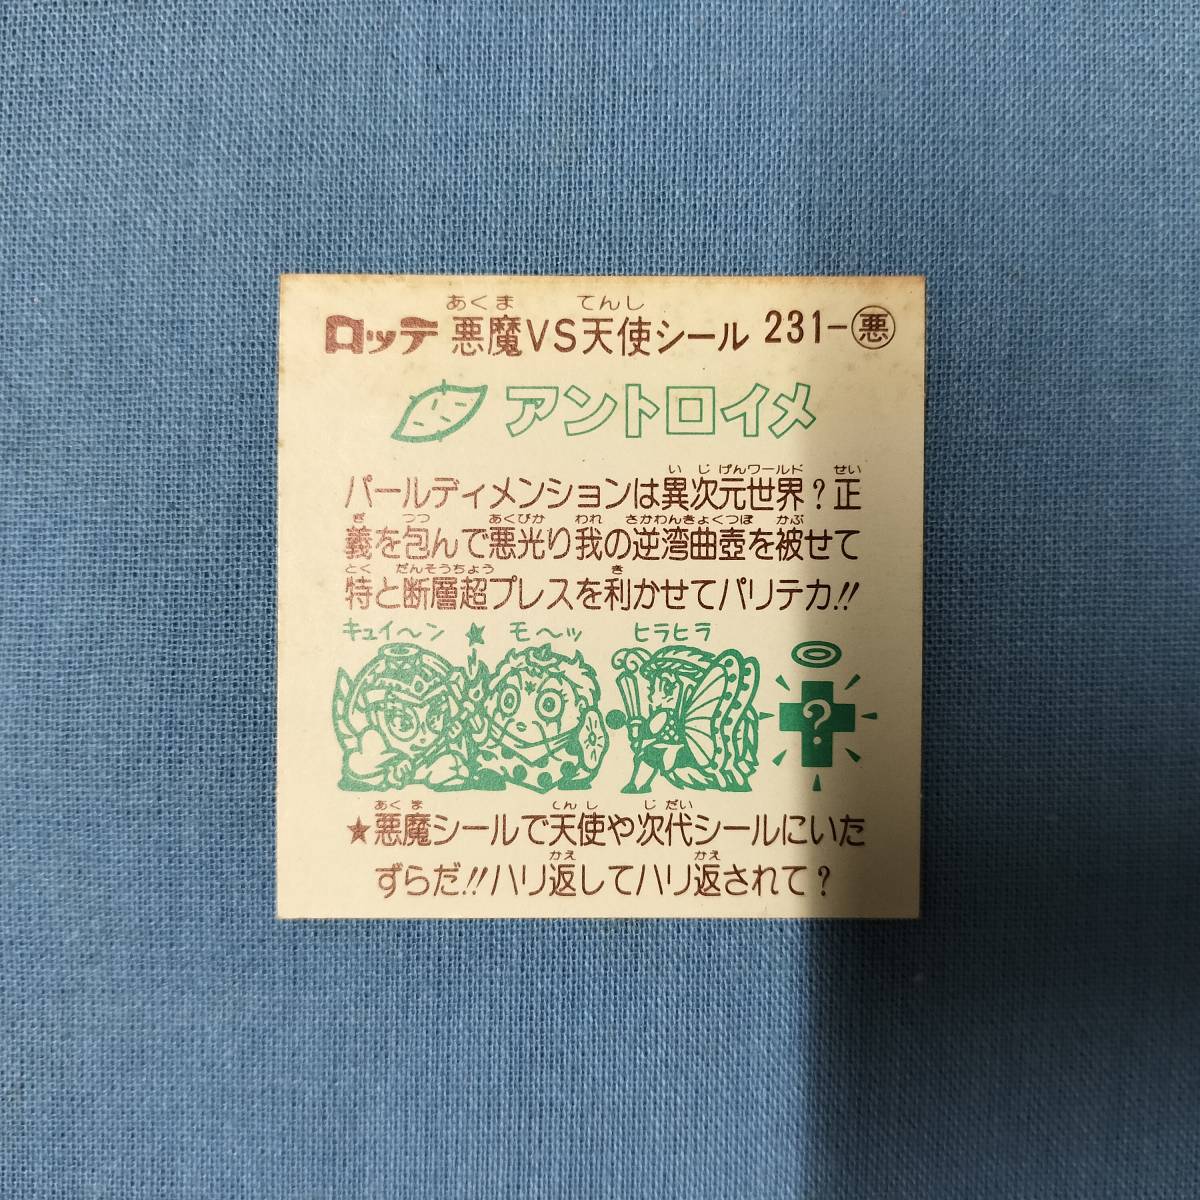 あくま てんし
ロッテ 悪魔VS天使シール 231-悪
アントロイメ
いじげんワールド せい
パールディメンションは異次元世界？正
ぎ つつ あくびか われ さかわんきょくつぼ かぶ
義を包んで悪光り我の逆湾曲壺を被せて
とく だんそうちょう き
特と断層超プレスを利かせてパリテカ!!
キュイ〜ン ★ モ〜ッ ヒラヒラ
?
あくま てんし じだい
★悪魔シールで天使や次代シールにいた
かえ かえ
ずらだ!!ハリ返してハリ返されて？